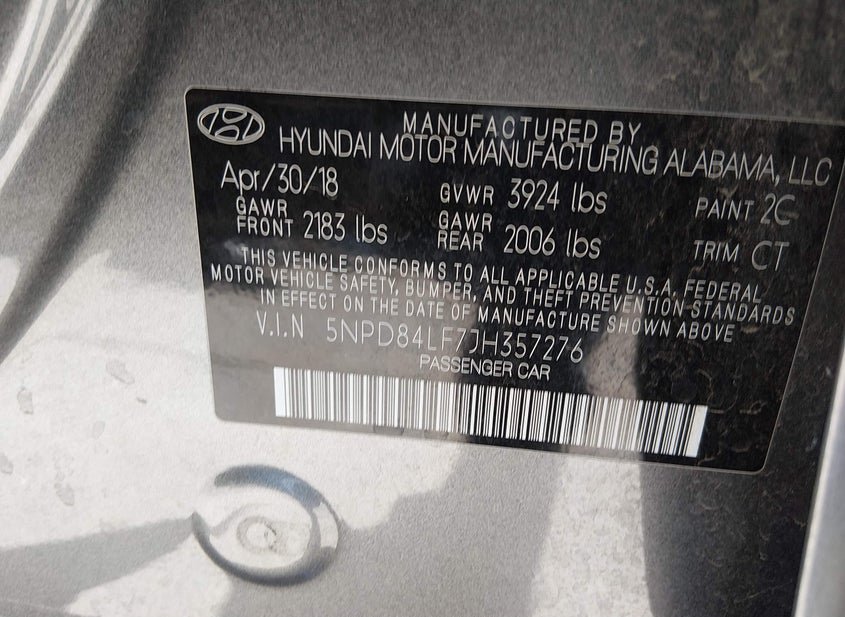 MANUFACTURED BY
HYUNDAI MOTOR MANUFACTURING ALABAMA, LLC
Apr/30/18 GVWR 3924 lbs PAINT 2C
GAWR FRONT 2183 lbs GAWR REAR 2006 lbs TRIM CT
THIS VEHICLE CONFORMS TO ALL APPLICABLE U.S.A. FEDERAL
MOTOR VEHICLE SAFETY, BUMPER, AND THEFT PREVENTION STANDARDS
IN EFFECT ON THE DATE OF MANUFACTURE SHOWN ABOVE
V.I.N 5NPD84LF7JH357276
PASSENGER CAR